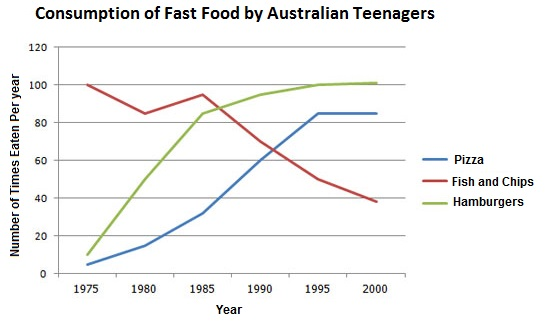 Consumption of Fast Food by Australian Teenagers
Number of Times Eaten Per year
120
100
80
60
40
20
0
1975 1980 1985 1990 1995 2000
Year
Pizza
Fish and Chips
Hamburgers